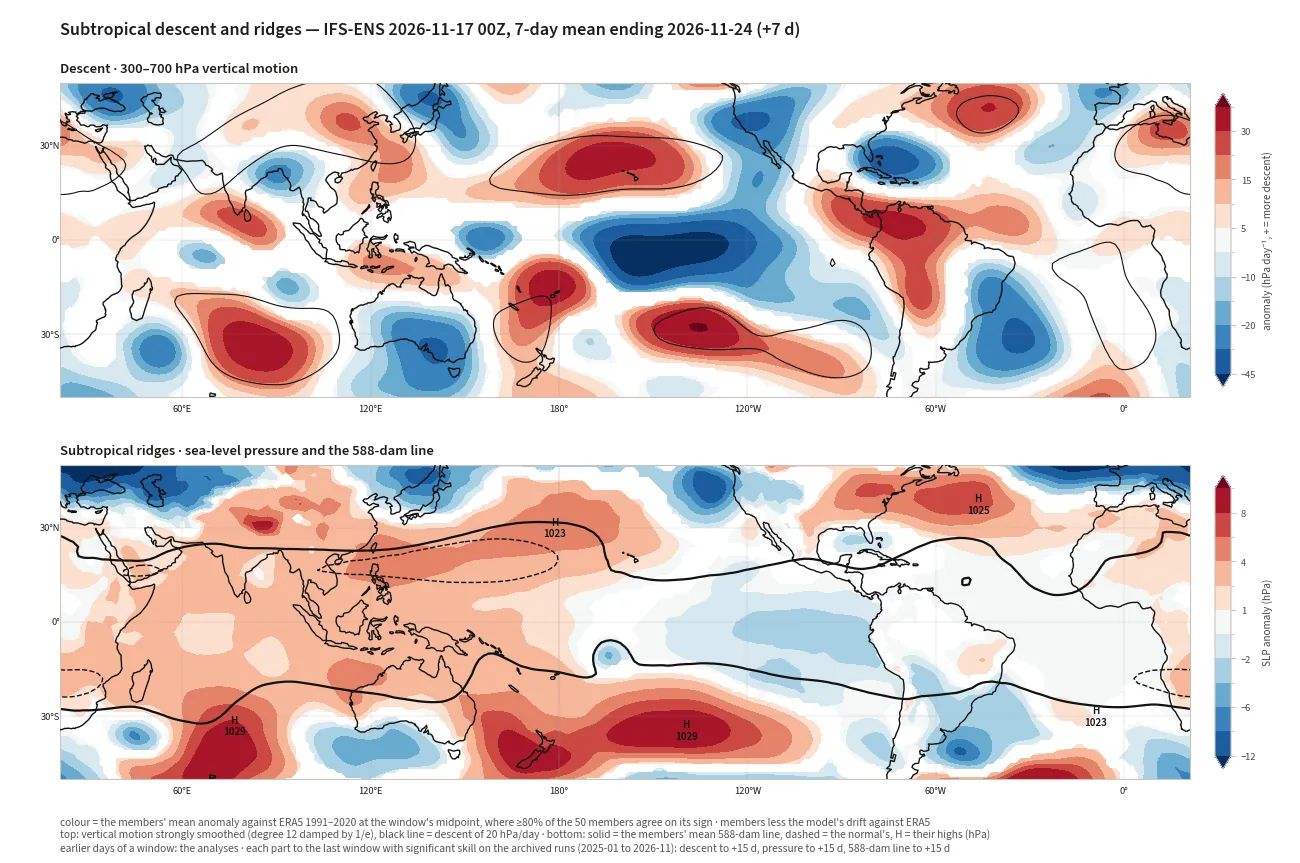 Subtropical descent and ridges — IFS-ENS 2026-11-17 00Z, 7-day mean ending 2026-11-24 (+7 d)
Descent · 300–700 hPa vertical motion
30°N
0°
30°S
60°E
120°E
180°
120°W
60°W
0°
30
15
5
−10
−20
−45
anomaly (hPa day⁻¹, + = more descent)
Subtropical ridges · sea-level pressure and the 588-dam line
30°N
0°
30°S
H
1023
H
1025
H
1029
H
1029
H
1023
60°E
120°E
180°
120°W
60°W
0°
8
4
1
−2
−6
−12
SLP anomaly (hPa)
colour = the members' mean anomaly against ERA5 1991–2020 at the window's midpoint, where ≥80% of the 50 members agree on its sign · members less the model's drift against ERA5
top: vertical motion strongly smoothed (degree 12 damped by 1/e), black line = descent of 20 hPa/day · bottom: solid = the members' mean 588-dam line, dashed = the normal's, H = their highs (hPa)
earlier days of a window: the analyses · each part to the last window with significant skill on the archived runs (2025-01 to 2026-11): descent to +15 d, pressure to +15 d, 588-dam line to +15 d